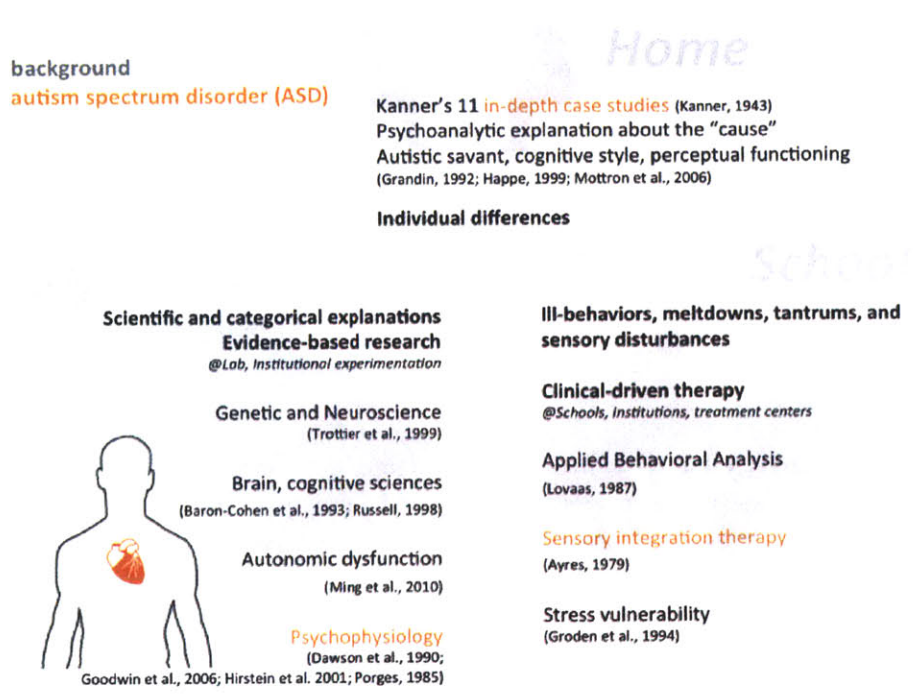 Home
background
autism spectrum disorder (ASD)
Kanner's 11 in-depth case studies (Kanner, 1943)
Psychoanalytic explanation about the "cause"
Autistic savant, cognitive style, perceptual functioning
(Grandin, 1992; Happe, 1999; Mottron et al., 2006)
Individual differences
School
Scientific and categorical explanations
Evidence-based research
@Lab, Institutional experimentation
Genetic and Neuroscience
(Trottier et al., 1999)
Brain, cognitive sciences
(Baron-Cohen et al., 1993; Russell, 1998)
Autonomic dysfunction
(Ming et al., 2010)
Psychophysiology
(Dawson et al., 1990;
Goodwin et al., 2006; Hirstein et al. 2001; Porges, 1985)
Ill-behaviors, meltdowns, tantrums, and
sensory disturbances
Clinical-driven therapy
@Schools, Institutions, treatment centers
Applied Behavioral Analysis
(Lovaas, 1987)
Sensory integration therapy
(Ayres, 1979)
Stress vulnerability
(Groden et al., 1994)